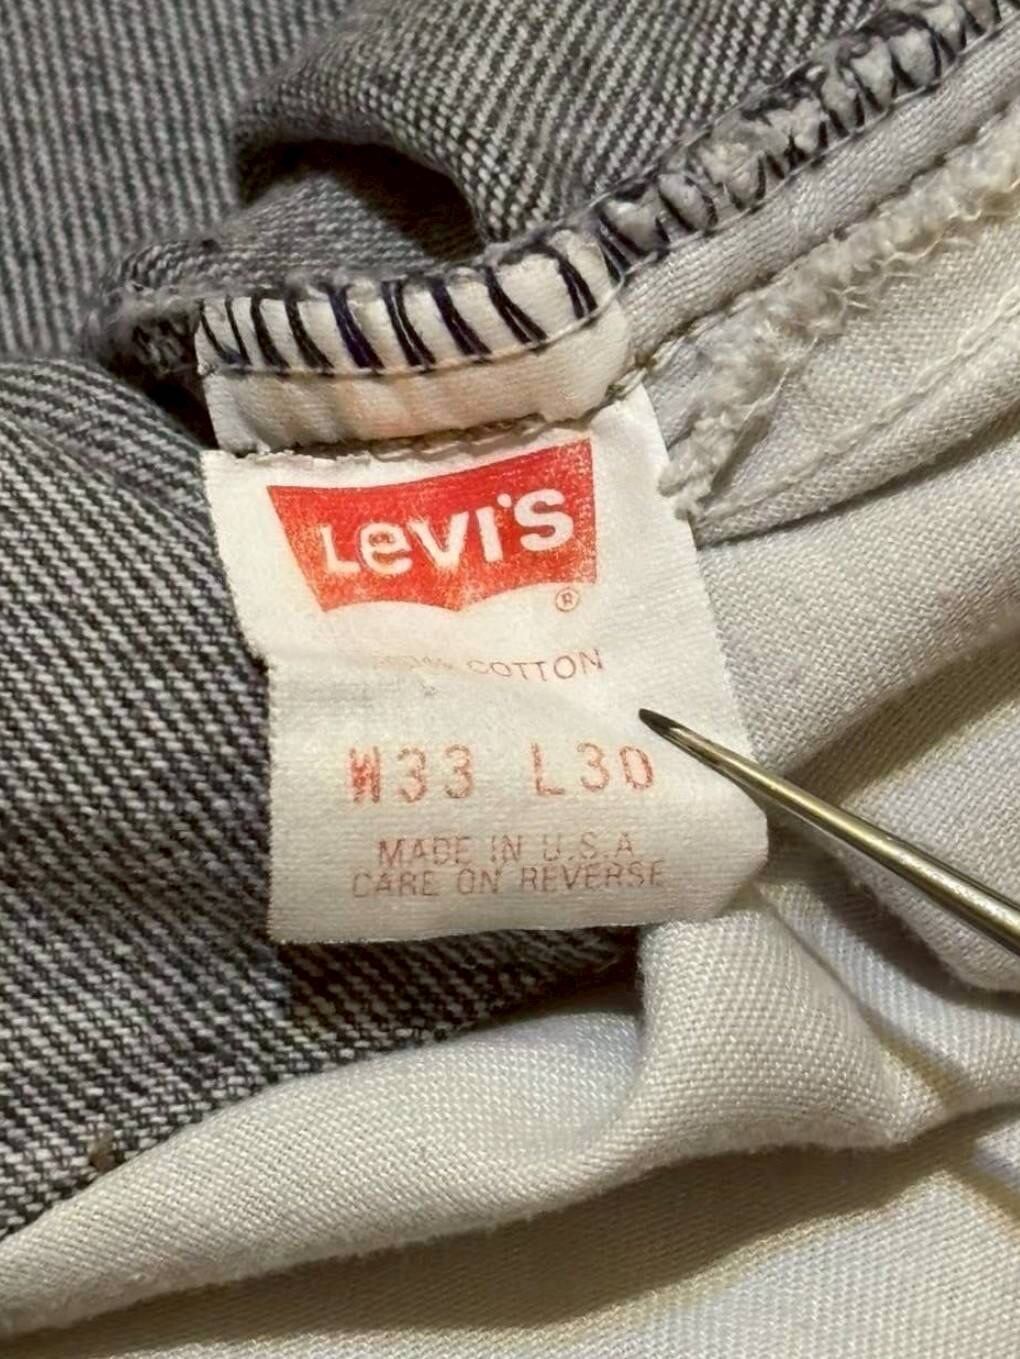 Levi's
®
COTTON
W33 L30
MADE IN U.S.A
CARE ON REVERSE